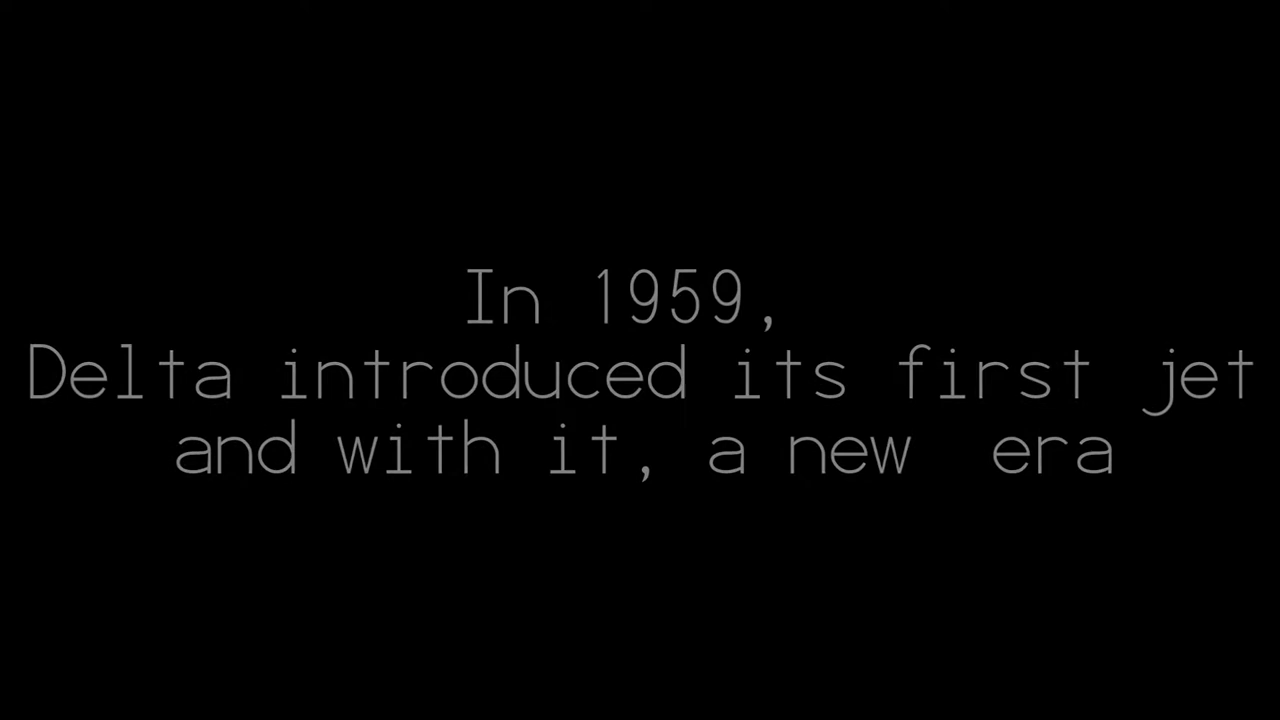 In 1959,
Delta introduced its first jet
and with it, a new  era